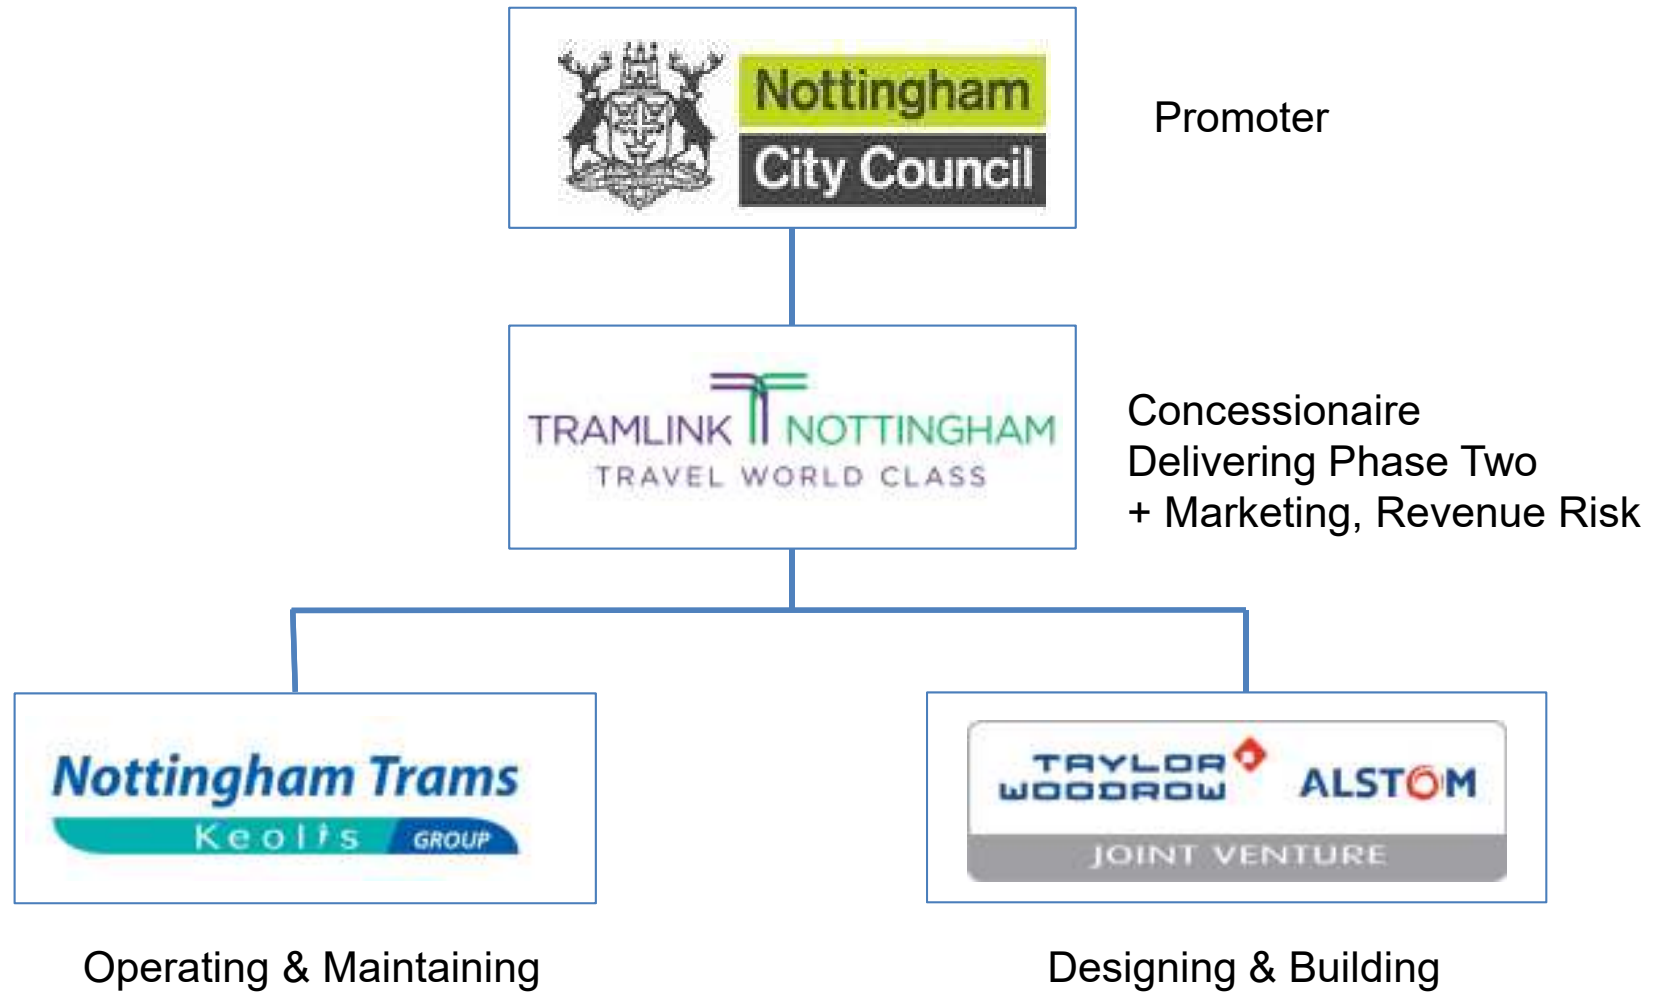 Nottingham
City Council
Promoter
TRAMLINK NOTTINGHAM
TRAVEL WORLD CLASS
Concessionaire
Delivering Phase Two
+ Marketing, Revenue Risk
Nottingham Trams
Keolis GROUP
TAYLOR
WOODROW
ALSTOM
JOINT VENTURE
Operating & Maintaining
Designing & Building